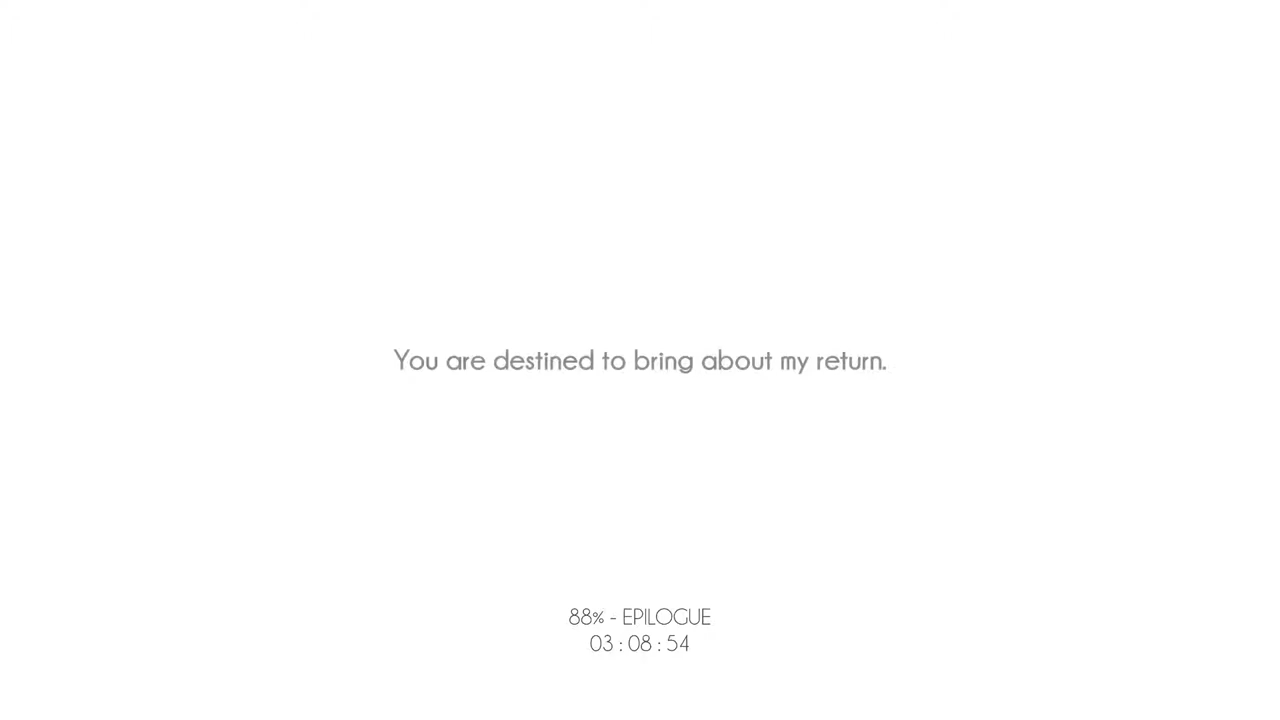 You are destined to bring about my return.
88% - EPILOGUE
03 : 08 : 54